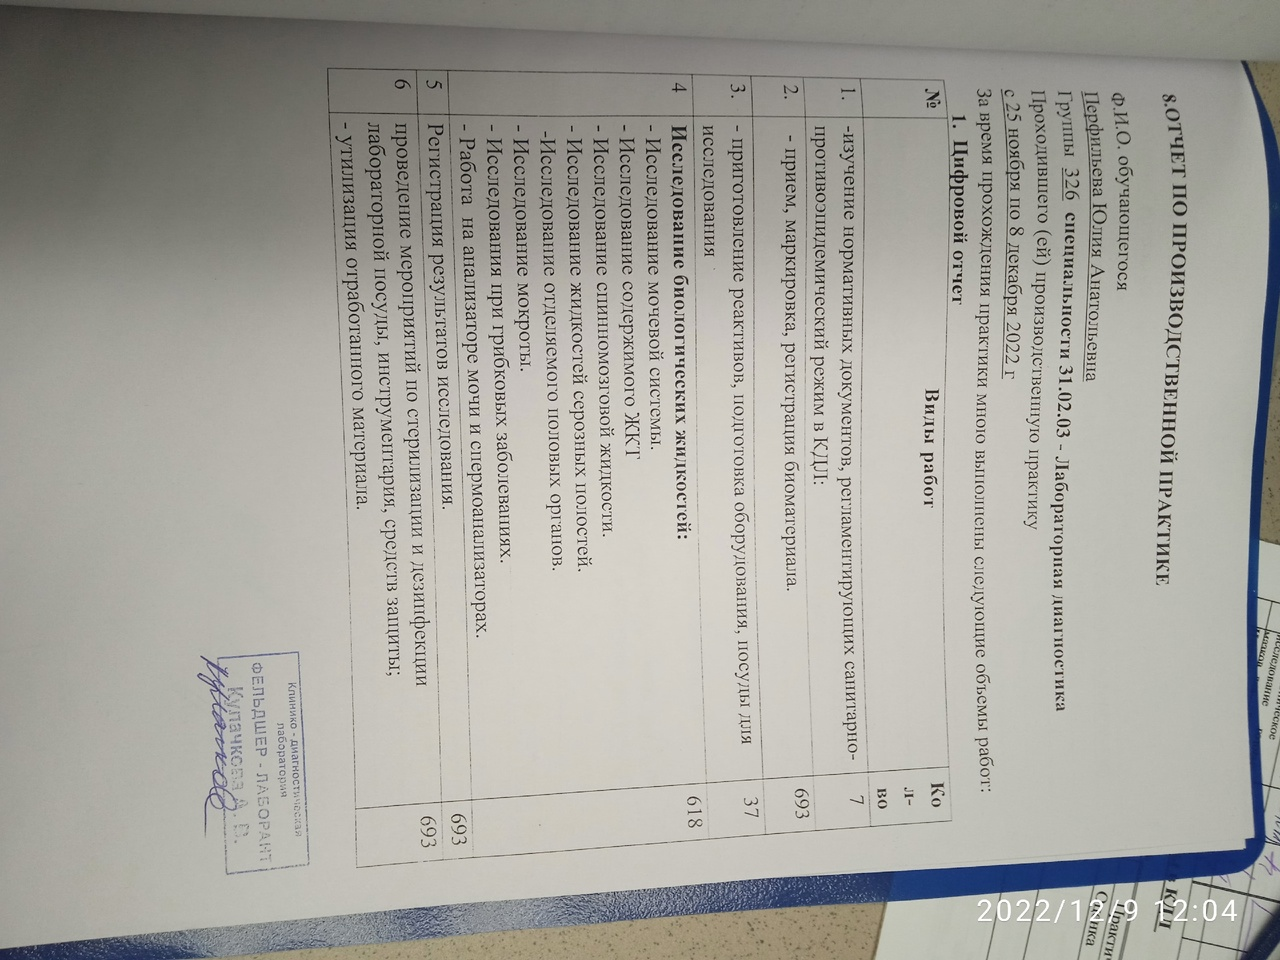 8.ОТЧЕТ ПО ПРОИЗВОДСТВЕННОЙ ПРАКТИКЕ
Ф.И.О. обучающегося
Перфильева Юлия Анатольевна
Группы 326 специальности 31.02.03 - Лабораторная диагностика
Проходившего (ей) производственную практику
с 25 ноября по 8 декабря 2022 г
За время прохождения практики мною выполнены следующие объемы работ:
1. Цифровой отчет
№ Виды работ Ко
л-
во
1. -изучение нормативных документов, регламентирующих санитарно- 7
противоэпидемический режим в КДЛ:
2. - прием, маркировка, регистрация биоматериала. 693
3. - приготовление реактивов, подготовка оборудования, посуды для 37
исследования
4 Исследование биологических жидкостей: 618
- Исследование мочевой системы.
- Исследование содержимого ЖКТ
- Исследование спинномозговой жидкости.
- Исследование жидкостей серозных полостей.
-Исследование отделяемого половых органов.
- Исследование мокроты.
- Исследования при грибковых заболеваниях.
- Работа на анализаторе мочи и спермоанализаторах.
5 Регистрация результатов исследования. 693
6 проведение мероприятий по стерилизации и дезинфекции 693
лабораторной посуды, инструментария, средств защиты;
- утилизация отработанного материала.
Клинико - диагностическая
лаборатория
ФЕЛЬДШЕР - ЛАБОРАНТ
исследование
в КДЛ
2022/12/9 12:04